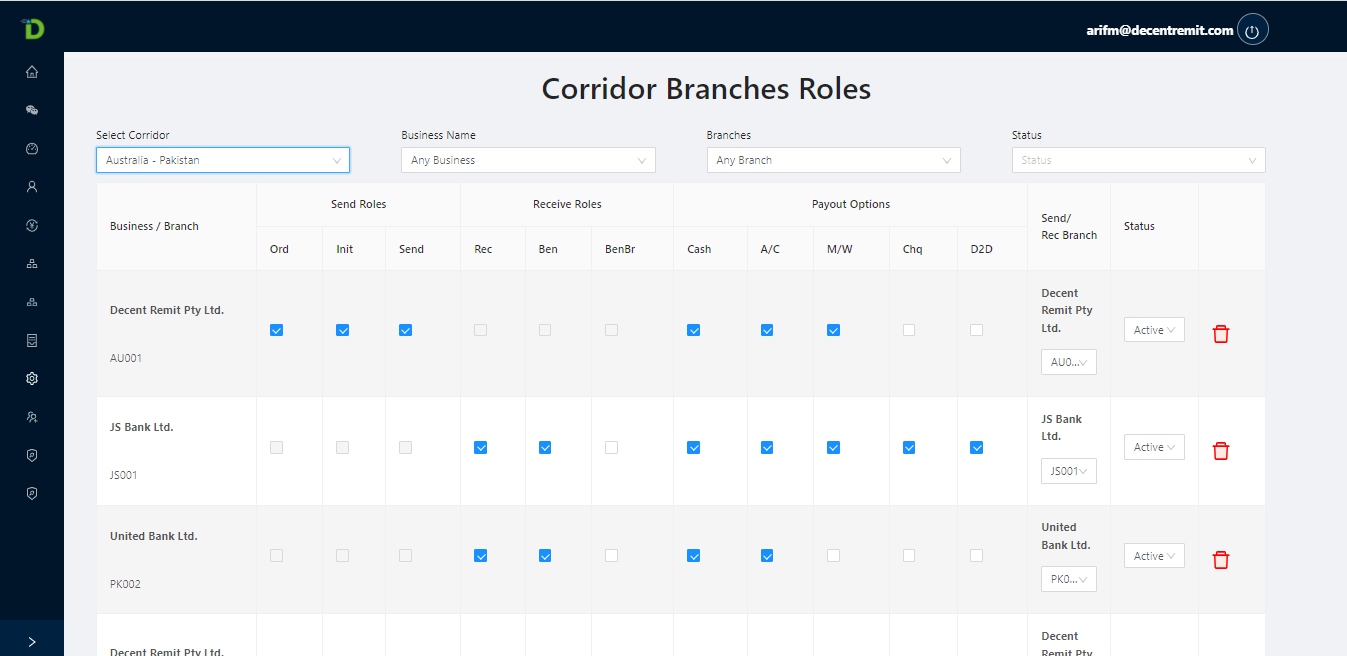 D
arifm@decentremit.com
Corridor Branches Roles
Select Corridor
Business Name
Branches
Status
Australia - Pakistan
Any Business
Any Branch
Status
Business / Branch
Send Roles
Receive Roles
Payout Options
Send/
Rec Branch
Status
Ord
Init
Send
Rec
Ben
BenBr
Cash
A/C
M/W
Chq
D2D
Decent Remit Pty Ltd.
AU001
Decent
Remit Pty
Ltd.
AU0...
Active
JS Bank Ltd.
JS001
JS Bank
Ltd.
JS001
Active
United Bank Ltd.
PK002
United
Bank Ltd.
PK0...
Active
Decent Remit Pty Ltd.
Decent
Remit Pty